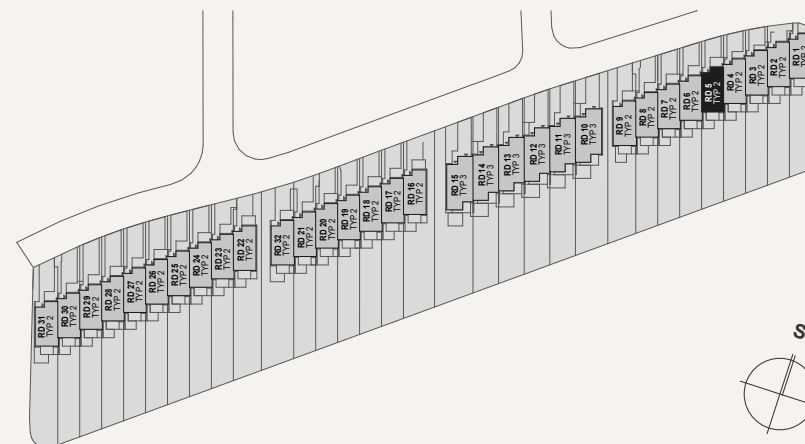 RD 31
TYP 2
RD 30
TYP 2
RD 29
TYP 2
RD 28
TYP 2
RD 27
TYP 2
RD 26
TYP 2
RD 25
TYP 2
RD 24
TYP 2
RD 23
TYP 2
RD 22
TYP 2
RD 32
TYP 2
RD 21
TYP 2
RD 20
TYP 2
RD 19
TYP 2
RD 18
TYP 2
RD 17
TYP 2
RD 16
TYP 2
RD 15
TYP 3
RD 14
TYP 3
RD 13
TYP 3
RD 12
TYP 3
RD 11
TYP 3
RD 10
TYP 3
RD 9
TYP 2
RD 8
TYP 2
RD 7
TYP 2
RD 6
TYP 2
RD 5
TYP 2
RD 4
TYP 2
RD 3
TYP 2
RD 2
TYP 2
RD 1
TYP 2
S